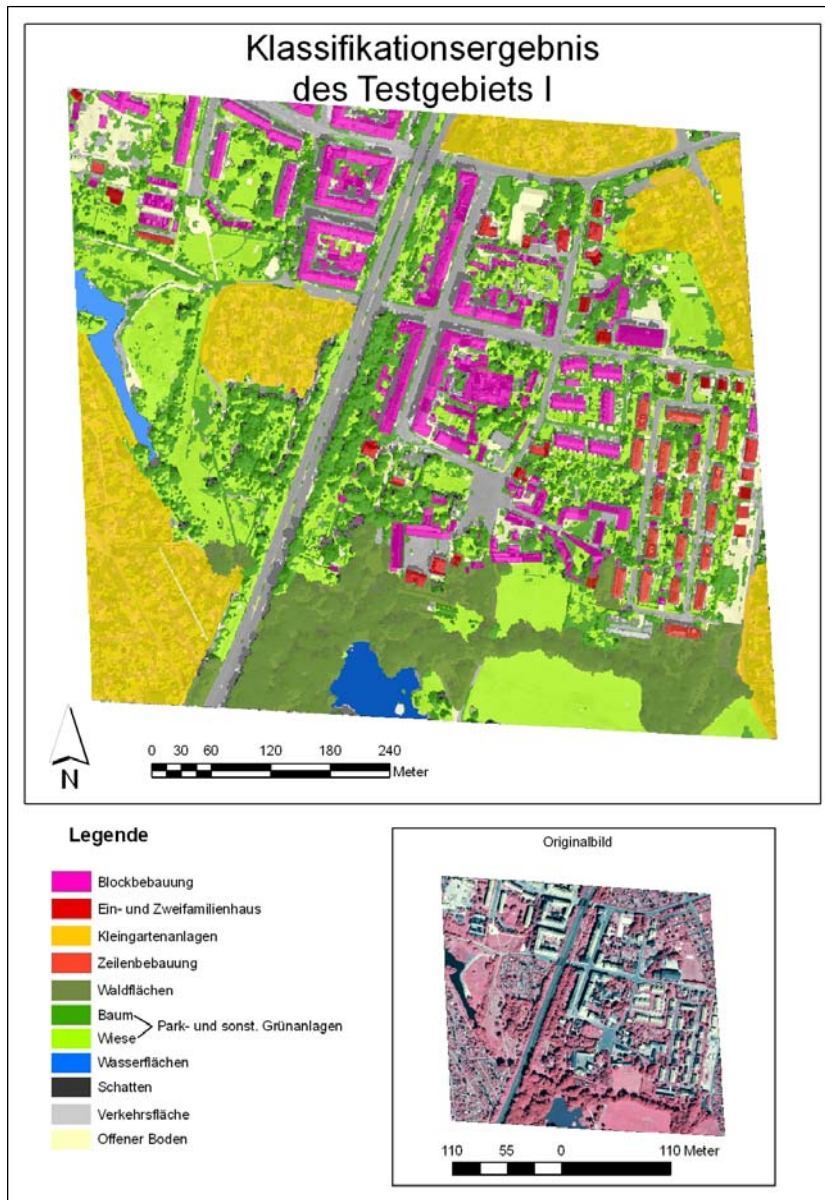 Klassifikationsergebnis
des Testgebiets I
N
0 30 60 120 180 240
Meter
Legende
Blockbebauung
Ein- und Zweifamilienhaus
Kleingartenanlagen
Zeilenbebauung
Waldflächen
Baum
Wiese
Park- und sonst. Grünanlagen
Wasserflächen
Schatten
Verkehrsfläche
Offener Boden
Originalbild
110 55 0 110 Meter